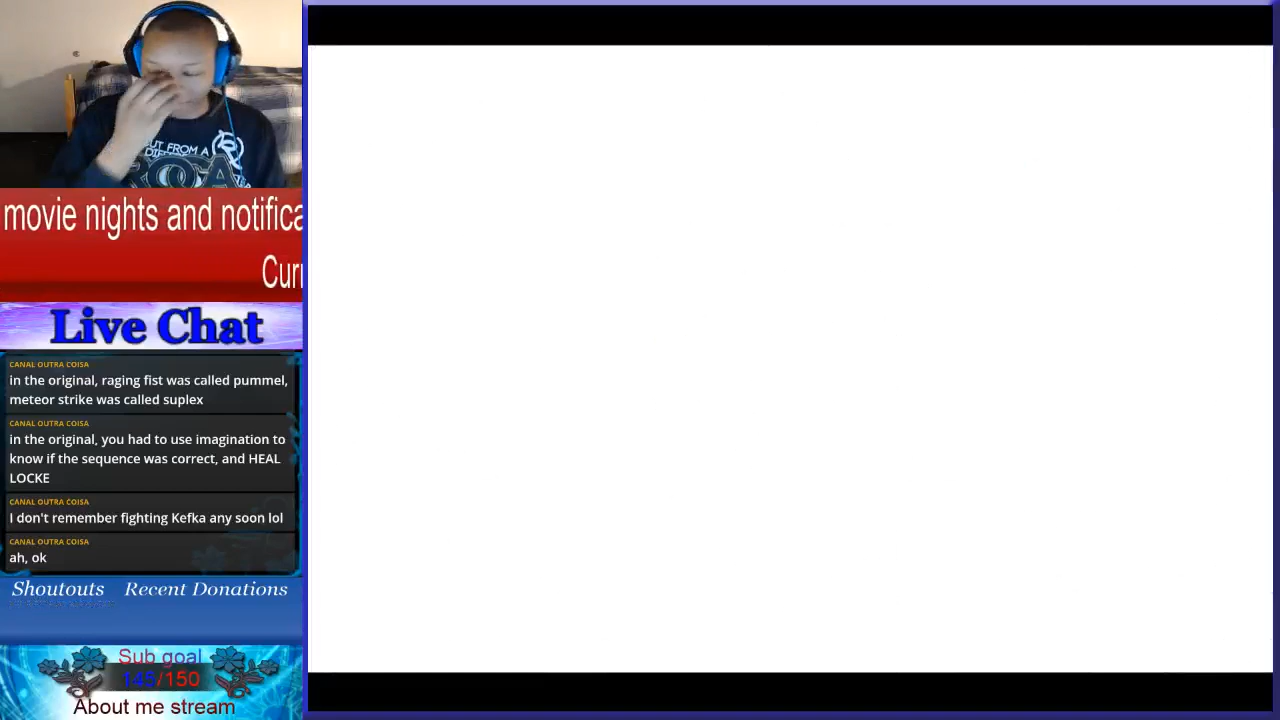 UT FROM A
movie nights and notifica
Curr
Live Chat
CANAL OUTRA COISA
in the original, raging fist was called pummel,
meteor strike was called suplex
CANAL OUTRA COISA
in the original, you had to use imagination to
know if the sequence was correct, and HEAL
LOCKE
CANAL OUTRA COISA
I don't remember fighting Kefka any soon lol
CANAL OUTRA COISA
ah, ok
Shoutouts Recent Donations
Sub goal
145/150
About me stream